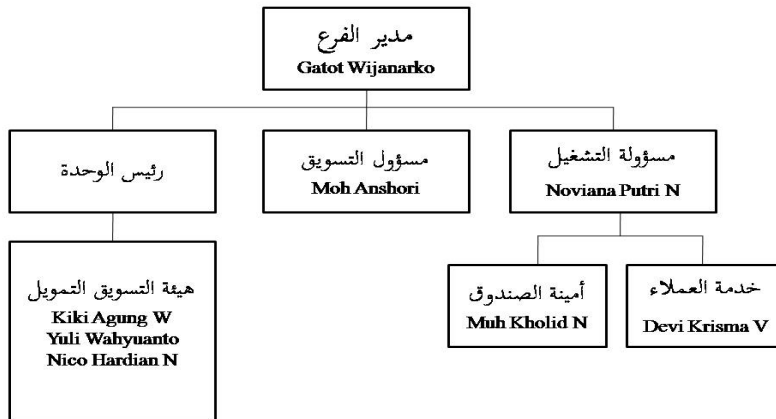 مدير الفرع
Gatot Wijanarko
رئيس الوحدة
مسؤول التسويق
Moh Anshori
مسؤولة التشغيل
Noviana Putri N
هيئة التسويق التمويل
Kiki Agung W
Yuli Wahyuanto
Nico Hardian N
أمينة الصندوق
Muh Kholid N
خدمة العملاء
Devi Krisma V